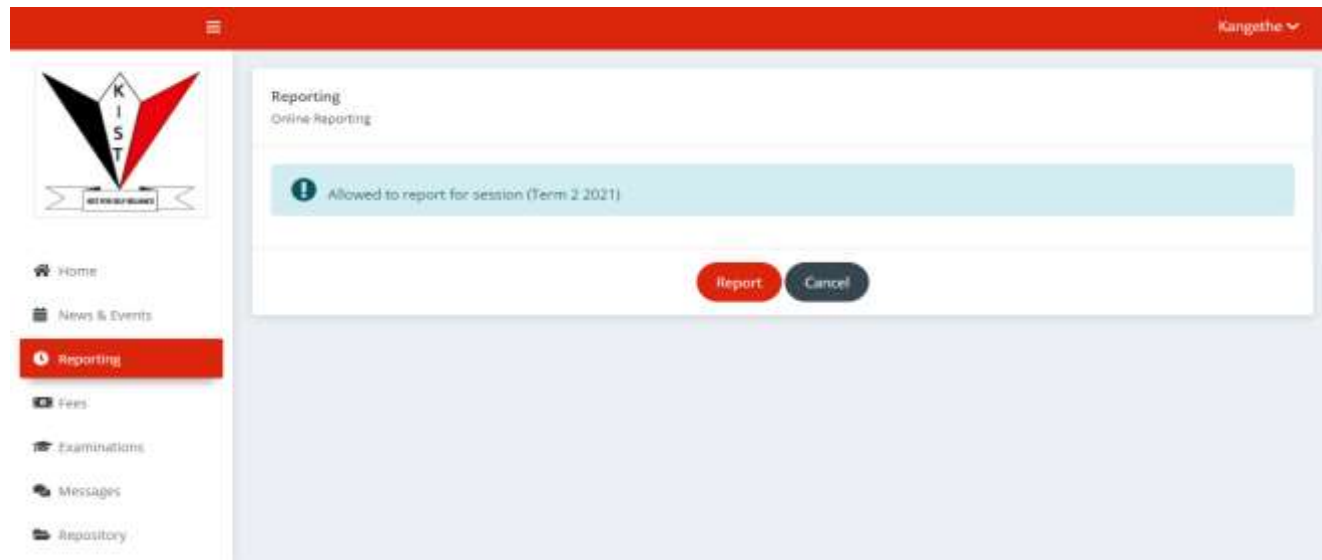 Kangethe
K
I
S
T
Reporting
Online Reporting
Allowed to report for session (Term 2 2021)
Report Cancel
Home
News & Events
Reporting
Fees
Examinations
Messages
Repository